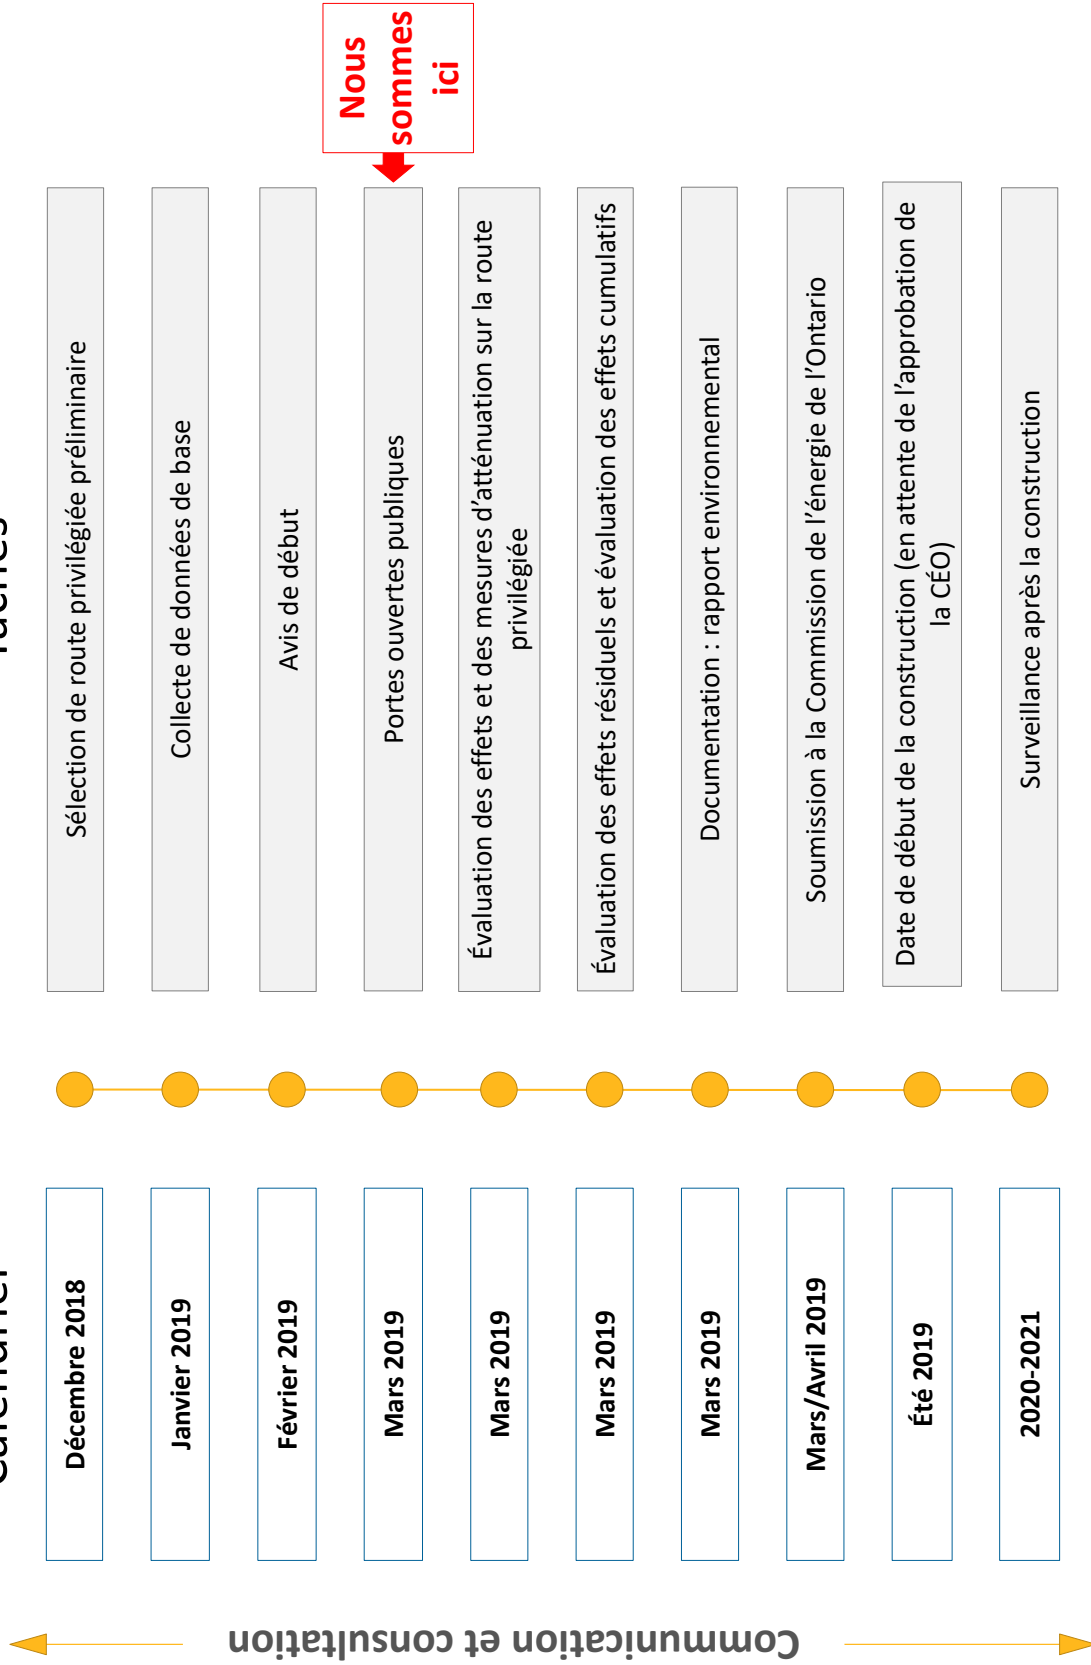 Calendrier
Tâches
Décembre 2018
Sélection de route privilégiée préliminaire
Janvier 2019
Collecte de données de base
Février 2019
Avis de début
Mars 2019
Portes ouvertes publiques
Nous
sommes
ici
Mars 2019
Évaluation des effets et des mesures d’atténuation sur la route
privilégiée
Mars 2019
Évaluation des effets résiduels et évaluation des effets cumulatifs
Mars 2019
Documentation : rapport environnemental
Mars/Avril 2019
Soumission à la Commission de l’énergie de l’Ontario
Été 2019
Date de début de la construction (en attente de l’approbation de
la CÉO)
2020-2021
Surveillance après la construction
Communication et consultation